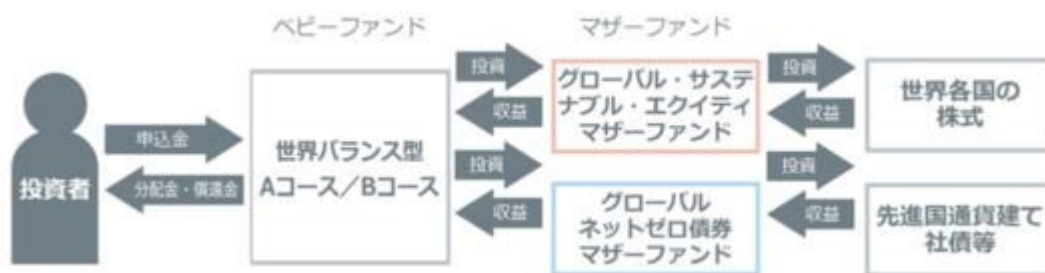 ベビーファンド
マザーファンド
投資者
申込金
分配金・償還金
世界バランス型
Aコース／Bコース
投資
収益
投資
収益
グローバル・サステ
ナブル・エクイティ
マザーファンド
グローバル
ネットゼロ債券
マザーファンド
投資
収益
投資
収益
世界各国の
株式
先進国通貨建て
社債等